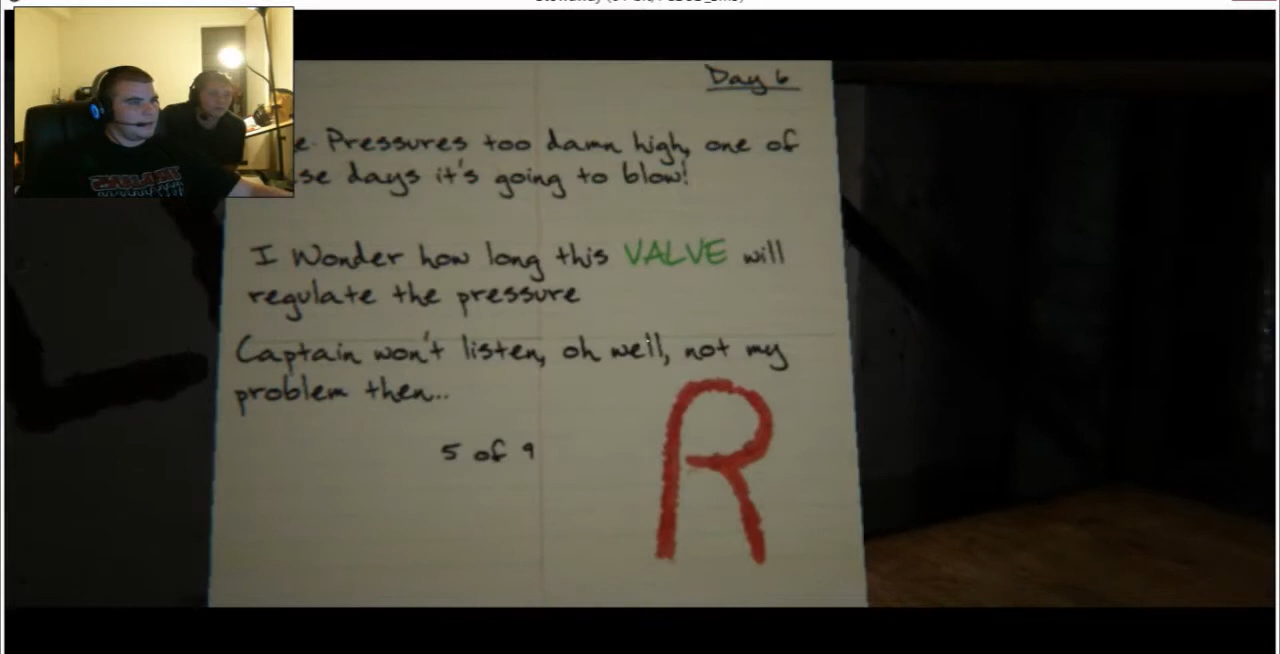 Day 6
e Pressures too damn high, one of
se days it's going to blow!
I Wonder how long this VALVE will
regulate the pressure
Captain won't listen, oh well, not my
problem then...
5 of 9
R